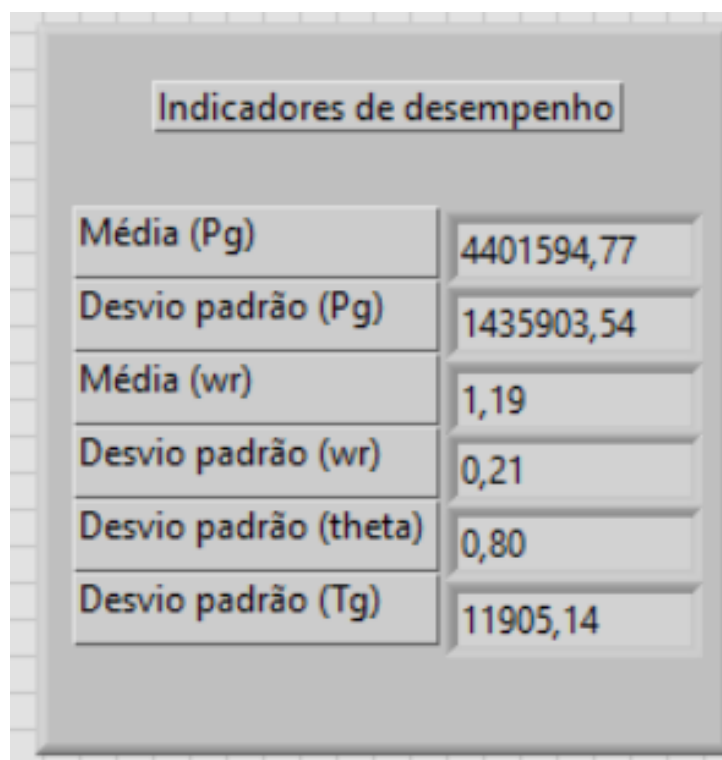 Indicadores de desempenho
Média (Pg) 4401594,77
Desvio padrão (Pg) 1435903,54
Média (wr) 1,19
Desvio padrão (wr) 0,21
Desvio padrão (theta) 0,80
Desvio padrão (Tg) 11905,14